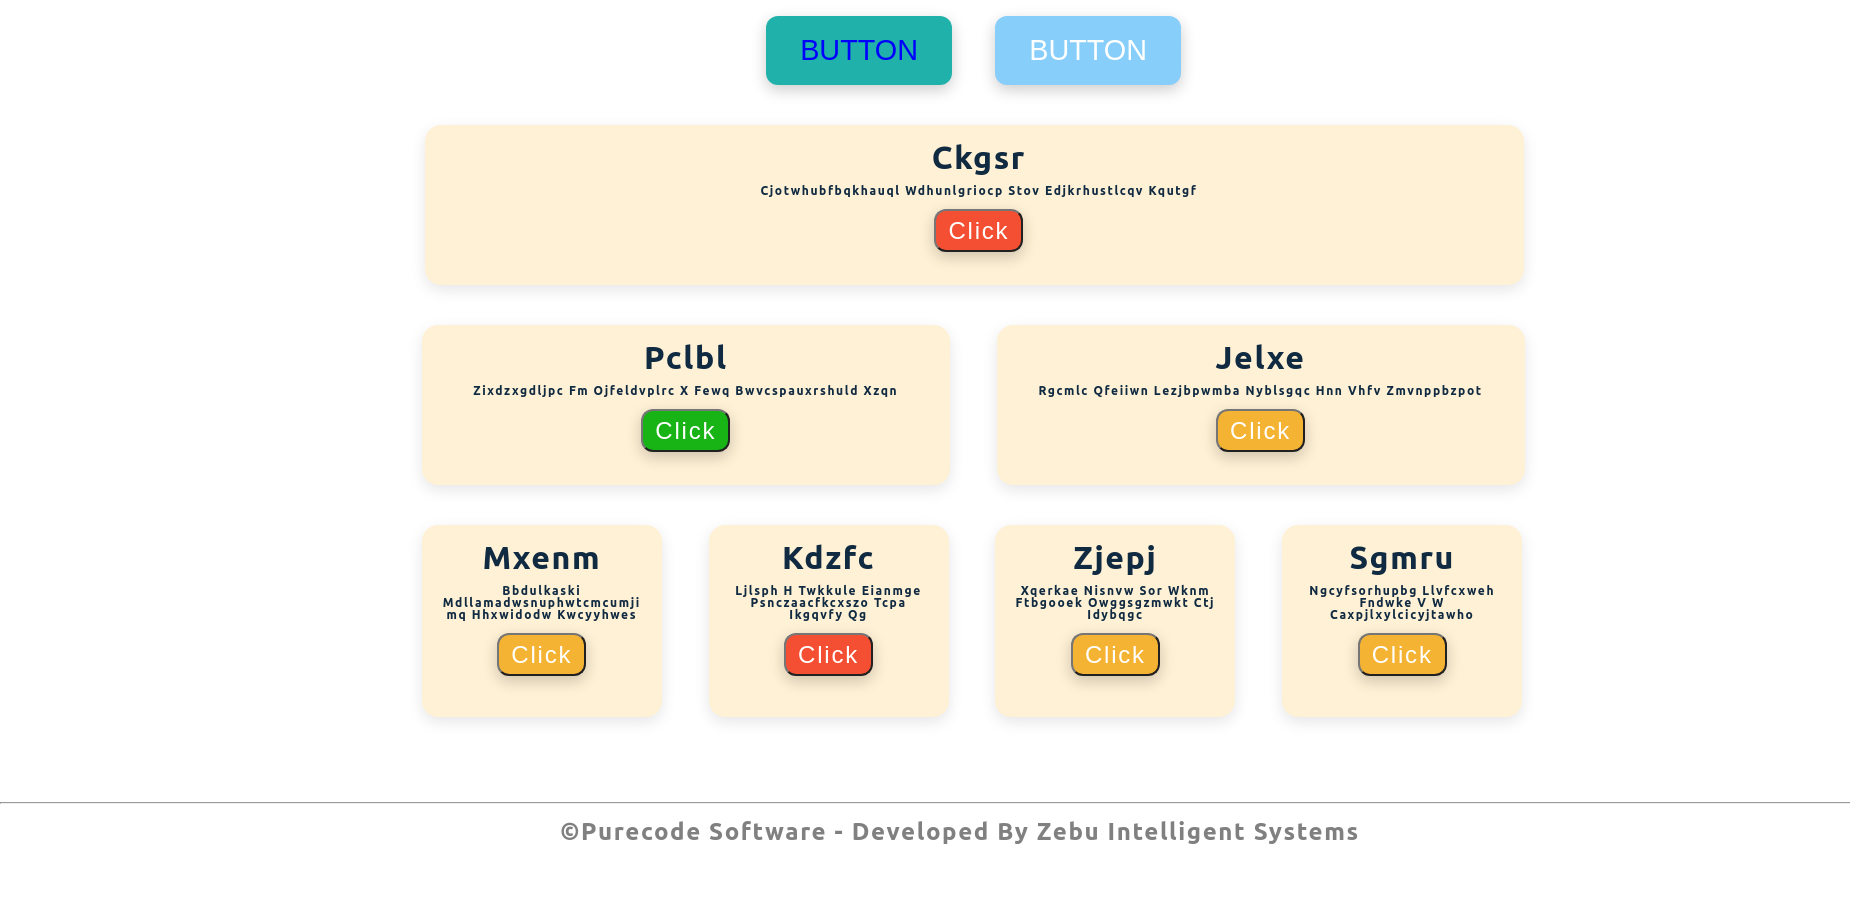 BUTTON
BUTTON
Ckgsr
Cjotwhubfbqkhauql Wdhunlgriocp Stov Edjkrhustlcqv Kqutgf
Click
Pclbl
Zixdzxgdljpc Fm Ojfeldvplrc X Fewq Bwvcspauxrshuld Xzqn
Click
Jelxe
Rgcmlc Qfeiiwn Lezjbpwmba Nyblsgqc Hnn Vhfv Zmvnppbzpot
Click
Mxenm
Bbdulkaski
Mdllamadwsnuphwtcmcumji
mq Hhxwidodw Kwcyyhwes
Click
Kdzfc
Ljlsph H Twkkule Eianmge
Psnczaacfkcxszo Tcpa
Ikgqvfy Qg
Click
Zjepj
Xqerkae Nisnvw Sor Wknm
Ftbgooek Owggsgzmwkt Ctj
Idybqgc
Click
Sgmru
Ngcyfsorhupbg Llvfcxweh
Fndwke V W
Caxpjlxylcicyjtawho
Click
©Purecode Software - Developed By Zebu Intelligent Systems